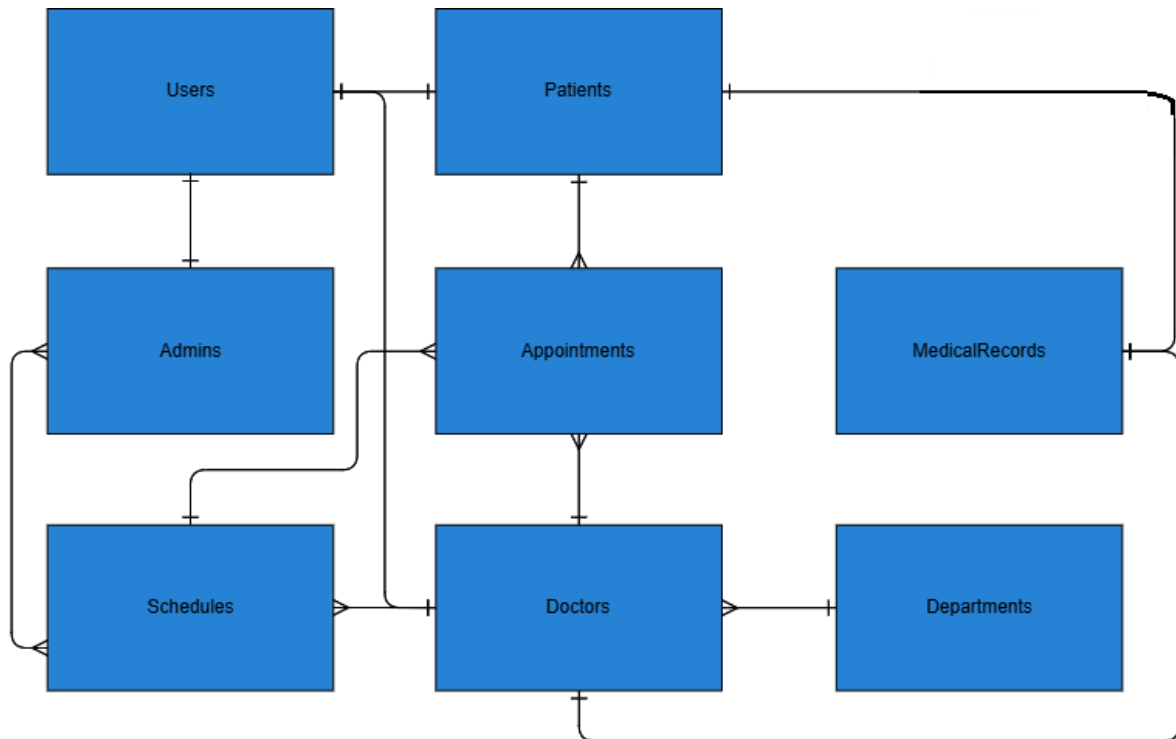 Users
Patients
Admins
Appointments
MedicalRecords
Schedules
Doctors
Departments